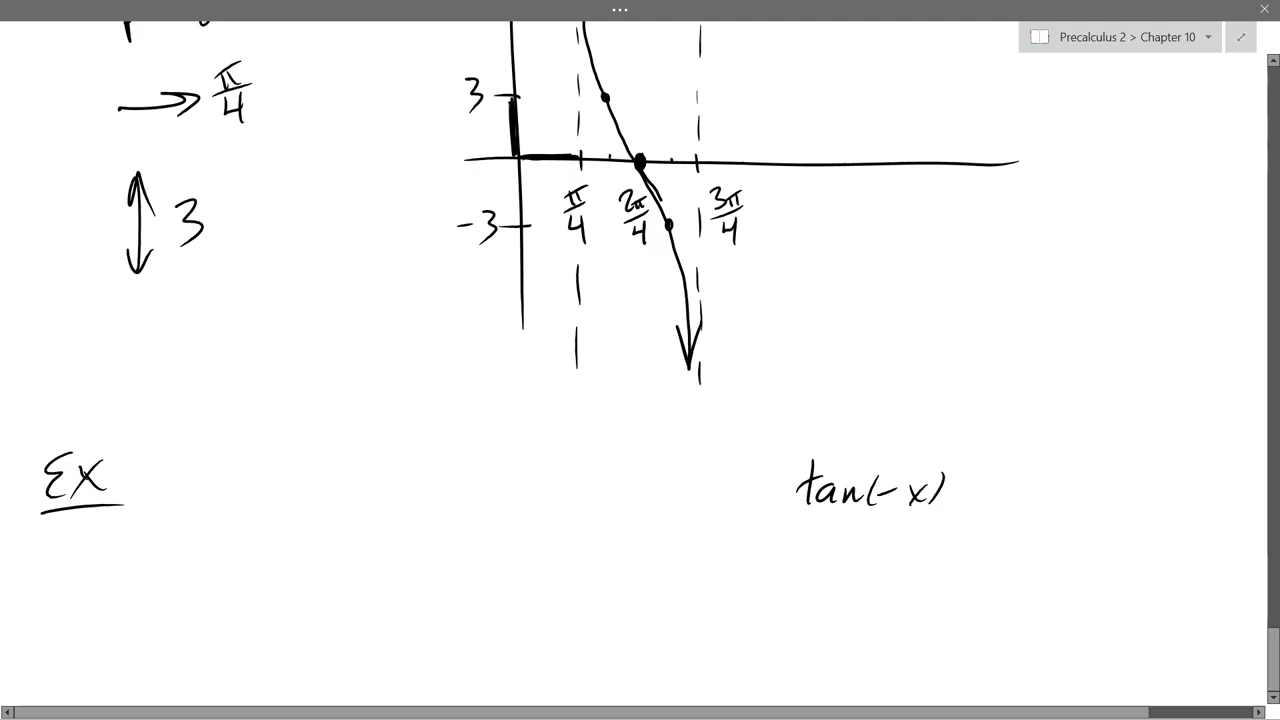 Precalculus 2 > Chapter 10
→ π/4
3
↕ 3
-3
π/4 2π/4 3π/4
Ex
tan(-x)